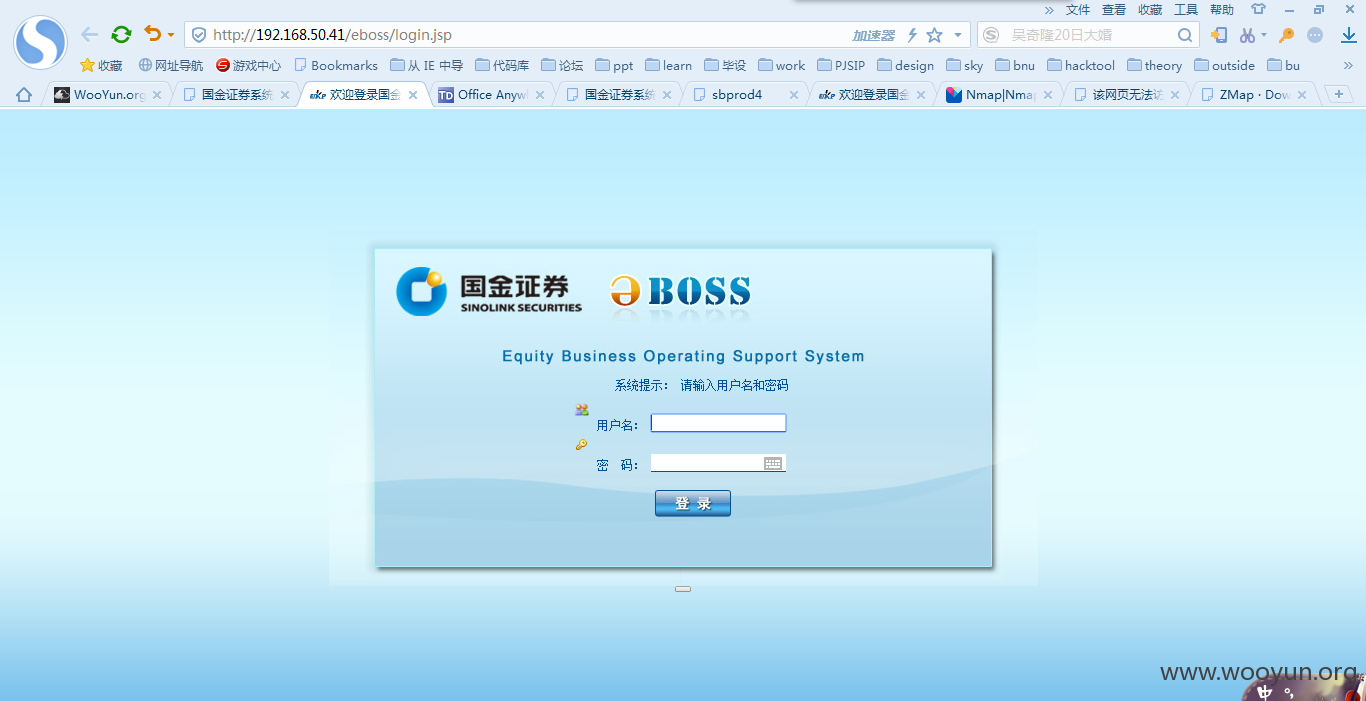 » 文件 查看 收藏 工具 帮助
http://192.168.50.41/eboss/login.jsp 加速器 吴奇隆20日大婚
收藏 网址导航 游戏中心 Bookmarks 从 IE 中导 代码库 论坛 ppt learn 毕设 work PJSIP design sky bnu hacktool theory outside bu »
WooYun.org 国金证券系统 欢迎登录国金 TD Office Anyw 国金证券系统 sbprod4 欢迎登录国金 Nmap|Nma 该网页无法访 ZMap · Dow
国金证券 BOSS
SINOLINK SECURITIES
Equity Business Operating Support System
系统提示： 请输入用户名和密码
用户名：
密 码：
登 录
www.wooyun.org
中